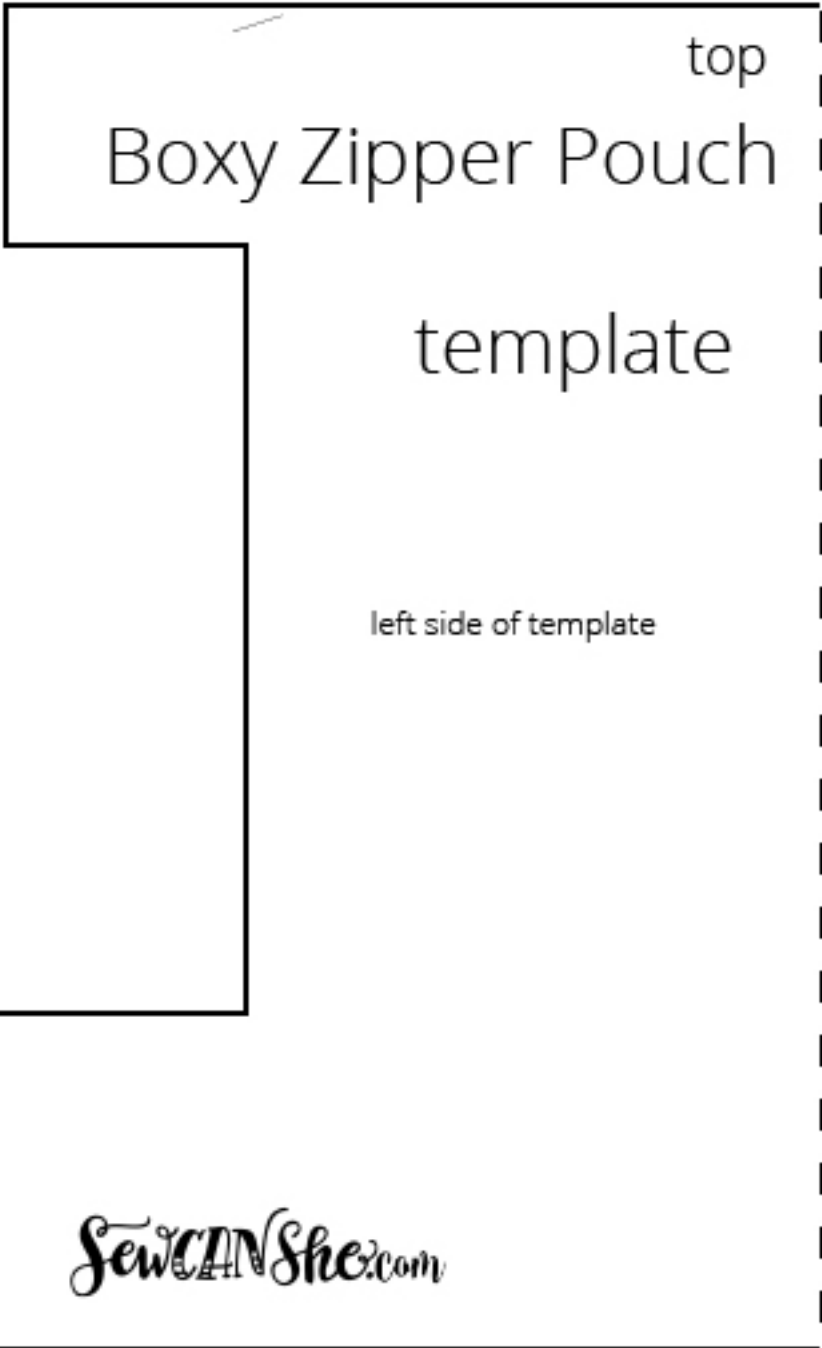 top
Boxy Zipper Pouch
template
left side of template
SewCANShe.com